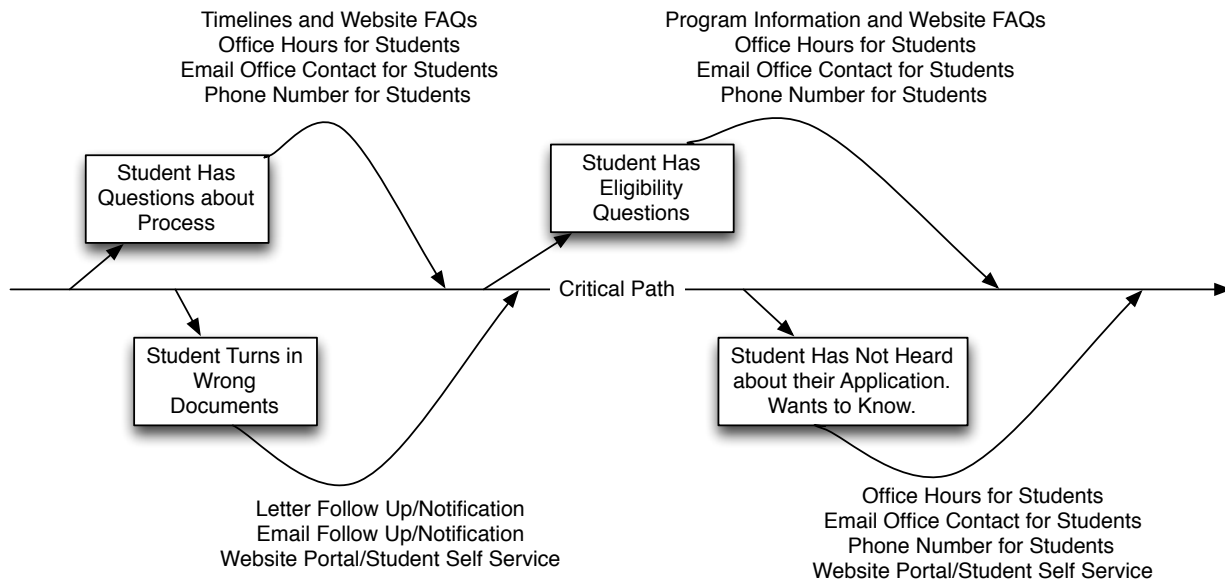 Timelines and Website FAQs
Office Hours for Students
Email Office Contact for Students
Phone Number for Students
Program Information and Website FAQs
Office Hours for Students
Email Office Contact for Students
Phone Number for Students
Student Has
Questions about
Process
Student Has
Eligibility
Questions
Critical Path
Student Turns in
Wrong
Documents
Student Has Not Heard
about their Application.
Wants to Know.
Letter Follow Up/Notification
Email Follow Up/Notification
Website Portal/Student Self Service
Office Hours for Students
Email Office Contact for Students
Phone Number for Students
Website Portal/Student Self Service